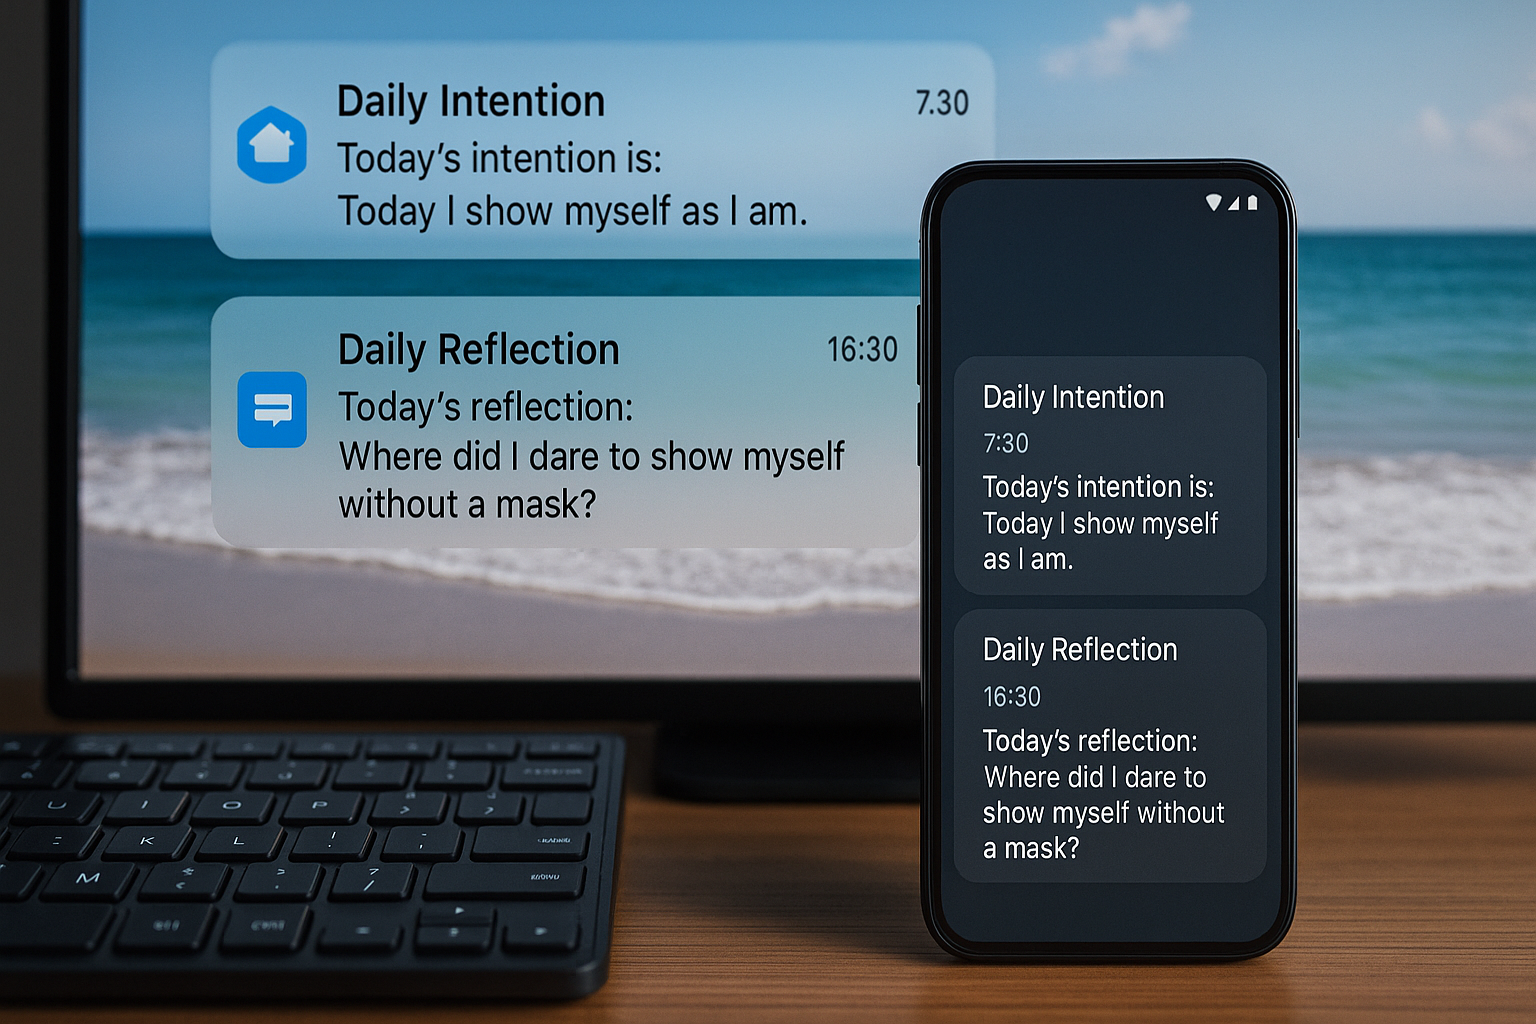 Daily Intention
7.30
Today's intention is:
Today I show myself as I am.
Daily Reflection
16:30
Today's reflection:
Where did I dare to show myself
without a mask?
Daily Intention
7:30
Today's intention is:
Today I show myself
as I am.
Daily Reflection
16:30
Today's reflection:
Where did I dare to
show myself without
a mask?
U I O P
K L
M